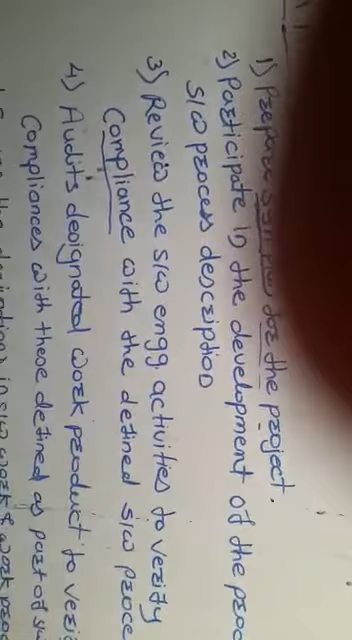 1) Prepare for the project.
2) Participate in the development of the
s/w process description
3) Review the s/w engg. activities to verify
Compliance with the defined s/w
4) Audits designated work product to
Compliances with those defined as part of